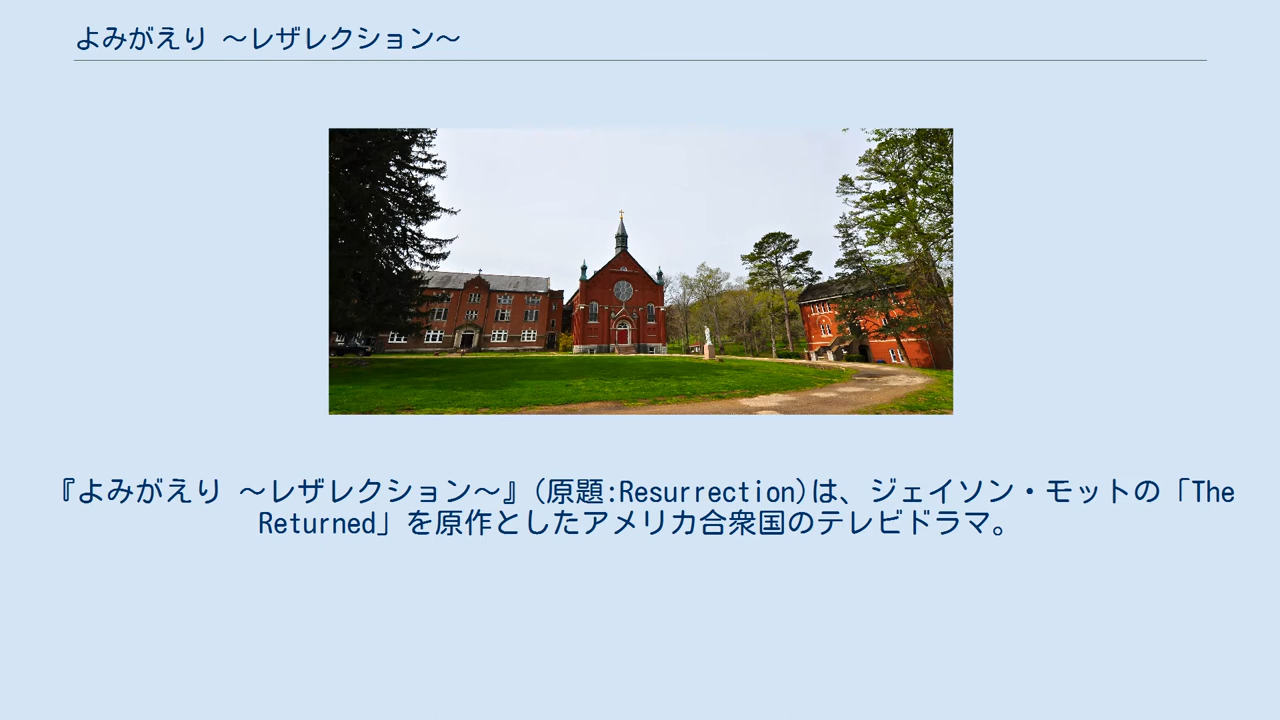 よみがえり ～レザレクション～
『よみがえり ～レザレクション～』(原題:Resurrection)は、ジェイソン・モットの「The
Returned」を原作としたアメリカ合衆国のテレビドラマ。